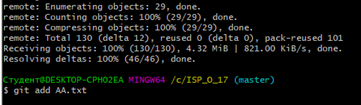 remote: Enumerating objects: 29, done.
remote: Counting objects: 100% (29/29), done.
remote: Compressing objects: 100% (29/29), done.
remote: Total 130 (delta 12), reused 0 (delta 0), pack-reused 101
Receiving objects: 100% (130/130), 4.32 MiB | 821.00 KiB/s, done.
Resolving deltas: 100% (46/46), done.
Студент@DESKTOP-CPHO2EA MINGW64 /c/ISP_O_17 (master)
$ git add AA.txt